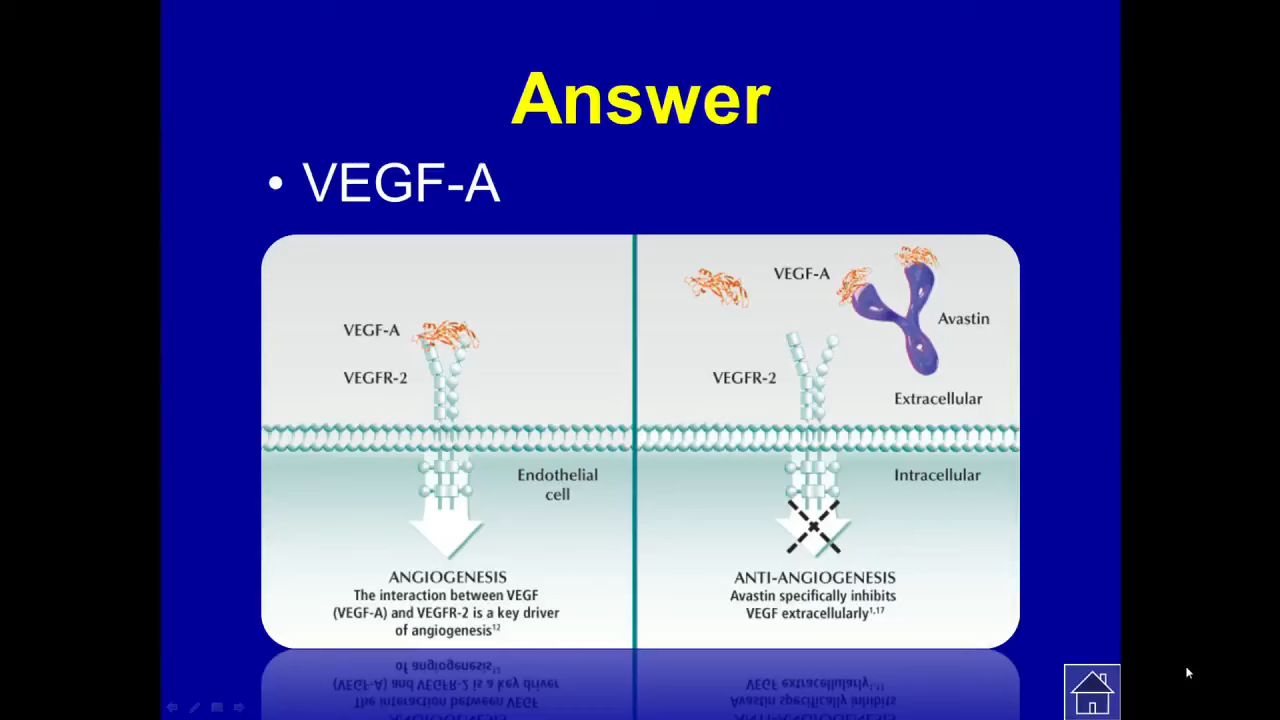 Answer
• VEGF-A
VEGF-A
VEGFR-2
Endothelial
cell
ANGIOGENESIS
The interaction between VEGF
(VEGF-A) and VEGFR-2 is a key driver
of angiogenesis12
VEGF-A
Avastin
VEGFR-2
Extracellular
Intracellular
ANTI-ANGIOGENESIS
Avastin specifically inhibits
VEGF extracellularly1,17